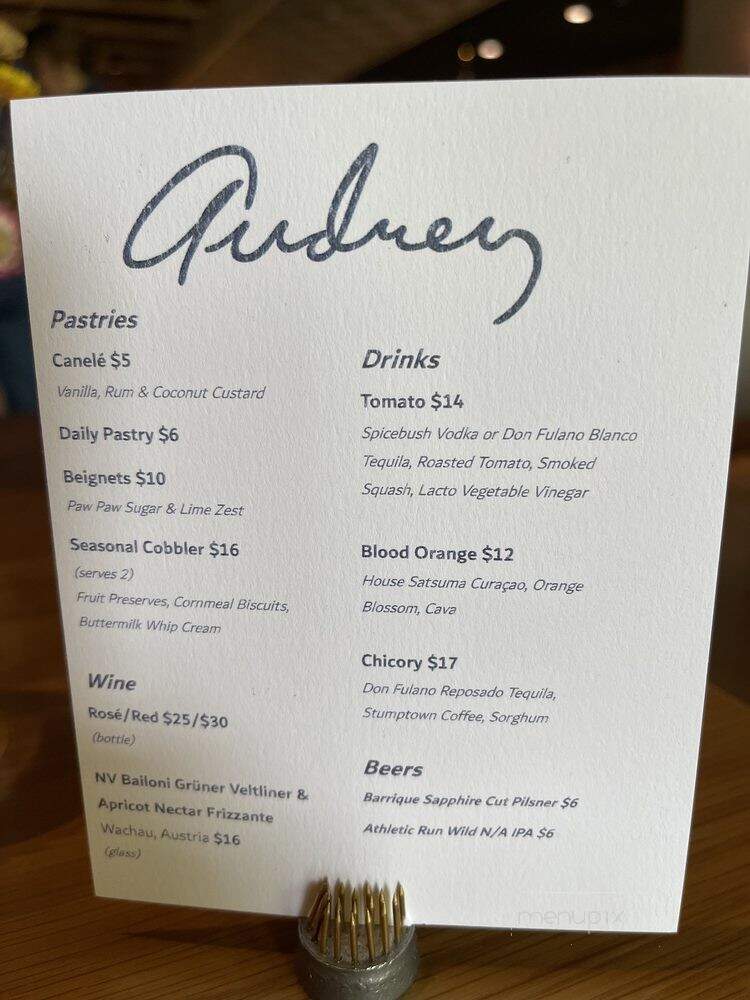 audrey
Pastries
Canelé $5
Vanilla, Rum & Coconut Custard
Daily Pastry $6
Beignets $10
Paw Paw Sugar & Lime Zest
Seasonal Cobbler $16
(serves 2)
Fruit Preserves, Cornmeal Biscuits,
Buttermilk Whip Cream
Wine
Rosé/Red $25/$30
(bottle)
NV Bailoni Grüner Veltliner &
Apricot Nectar Frizzante
Wachau, Austria $16
(glass)
Drinks
Tomato $14
Spicebush Vodka or Don Fulano Blanco
Tequila, Roasted Tomato, Smoked
Squash, Lacto Vegetable Vinegar
Blood Orange $12
House Satsuma Curaçao, Orange
Blossom, Cava
Chicory $17
Don Fulano Reposado Tequila,
Stumptown Coffee, Sorghum
Beers
Barrique Sapphire Cut Pilsner $6
Athletic Run Wild N/A IPA $6
menupix